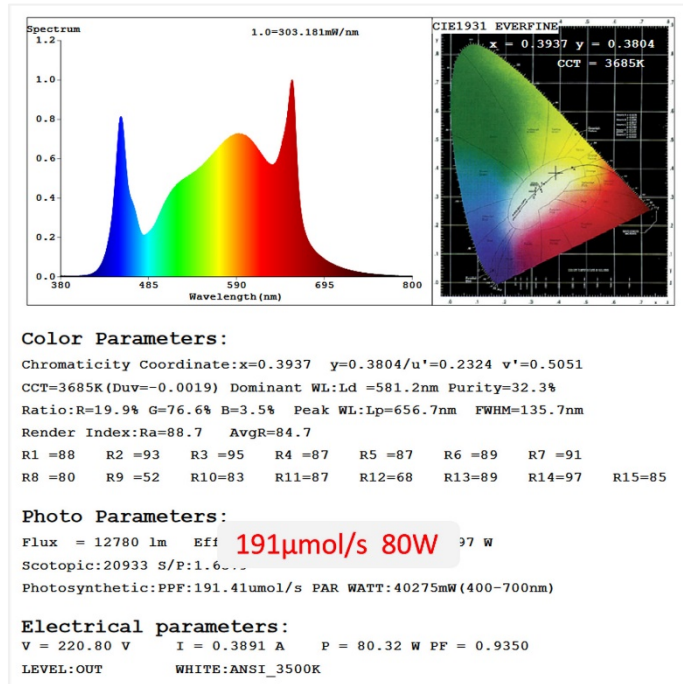 Spectrum
1.0=303.181mW/nm
1.2
1.0
0.8
0.6
0.4
0.2
0.0
380 485 590 695 800
Wavelength(nm)
CIE1931 EVERFINE
x = 0.3937 y = 0.3804
CCT = 3685K
Color Parameters:
Chromaticity Coordinate:x=0.3937 y=0.3804/u'=0.2324 v'=0.5051
CCT=3685K(Duv=-0.0019) Dominant WL:Ld =581.2nm Purity=32.3%
Ratio:R=19.9% G=76.6% B=3.5% Peak WL:Lp=656.7nm FWHM=135.7nm
Render Index:Ra=88.7 AvgR=84.7
R1 =88 R2 =93 R3 =95 R4 =87 R5 =87 R6 =89 R7 =91
R8 =80 R9 =52 R10=83 R11=87 R12=68 R13=89 R14=97 R15=85
Photo Parameters:
Flux = 12780 lm 97 W
191μmol/s 80W
Scotopic:20933 S/P:1.6
Photosynthetic:PPF:191.41umol/s PAR WATT:40275mW(400-700nm)
Electrical parameters:
V = 220.80 V I = 0.3891 A P = 80.32 W PF = 0.9350
LEVEL:OUT WHITE:ANSI_3500K